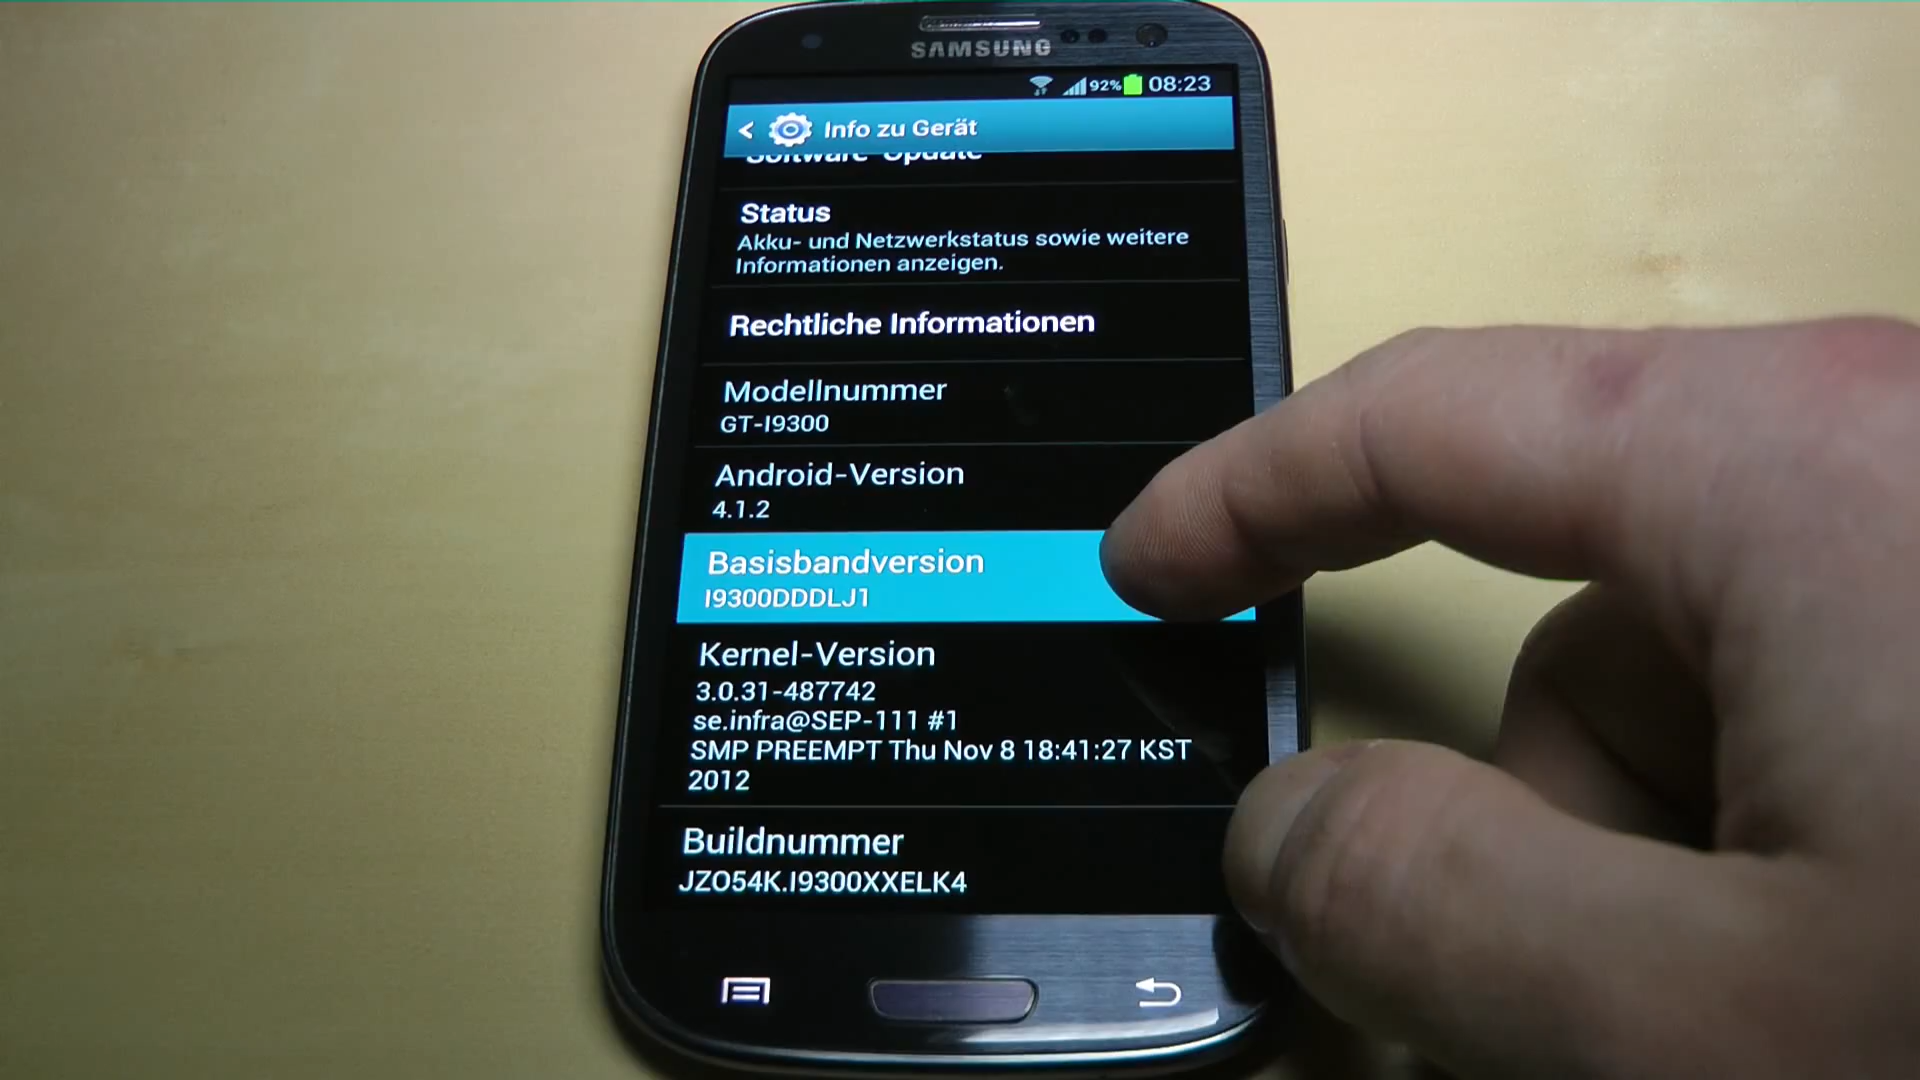 SAMSUNG
92% 08:23
< Info zu Gerät
Software-Update
Status
Akku- und Netzwerkstatus sowie weitere
Informationen anzeigen.
Rechtliche Informationen
Modellnummer
GT-I9300
Android-Version
4.1.2
Basisbandversion
I9300DDDLJ1
Kernel-Version
3.0.31-487742
se.infra@SEP-111 #1
SMP PREEMPT Thu Nov 8 18:41:27 KST
2012
Buildnummer
JZO54K.I9300XXELK4